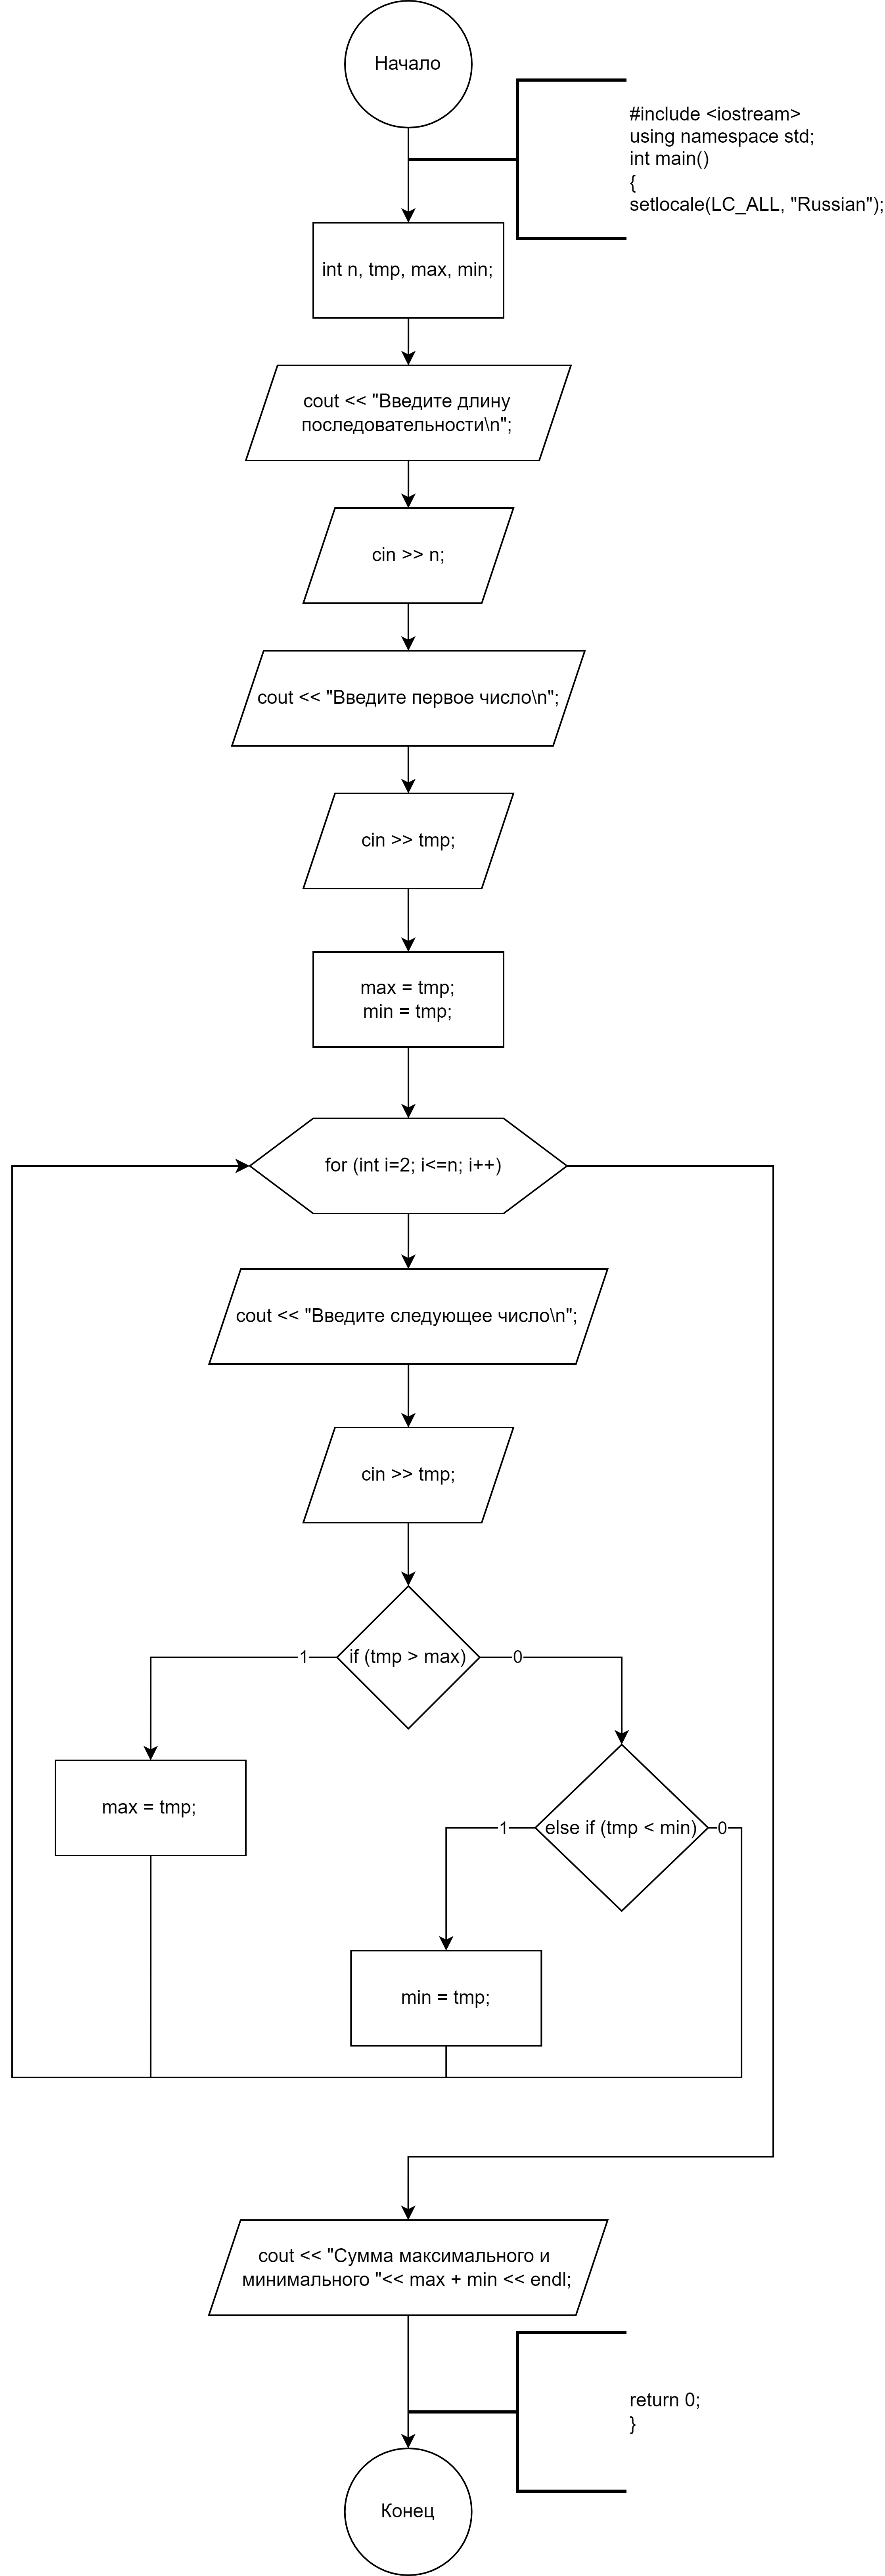 Начало
#include <iostream>
using namespace std;
int main()
{
setlocale(LC_ALL, "Russian");
int n, tmp, max, min;
cout << "Введите длину
последовательности\n";
cin >> n;
cout << "Введите первое число\n";
cin >> tmp;
max = tmp;
min = tmp;
for (int i=2; i<=n; i++)
cout << "Введите следующее число\n";
cin >> tmp;
1
if (tmp > max)
0
max = tmp;
1
else if (tmp < min)
0
min = tmp;
cout << "Сумма максимального и
минимального "<< max + min << endl;
return 0;
}
Конец